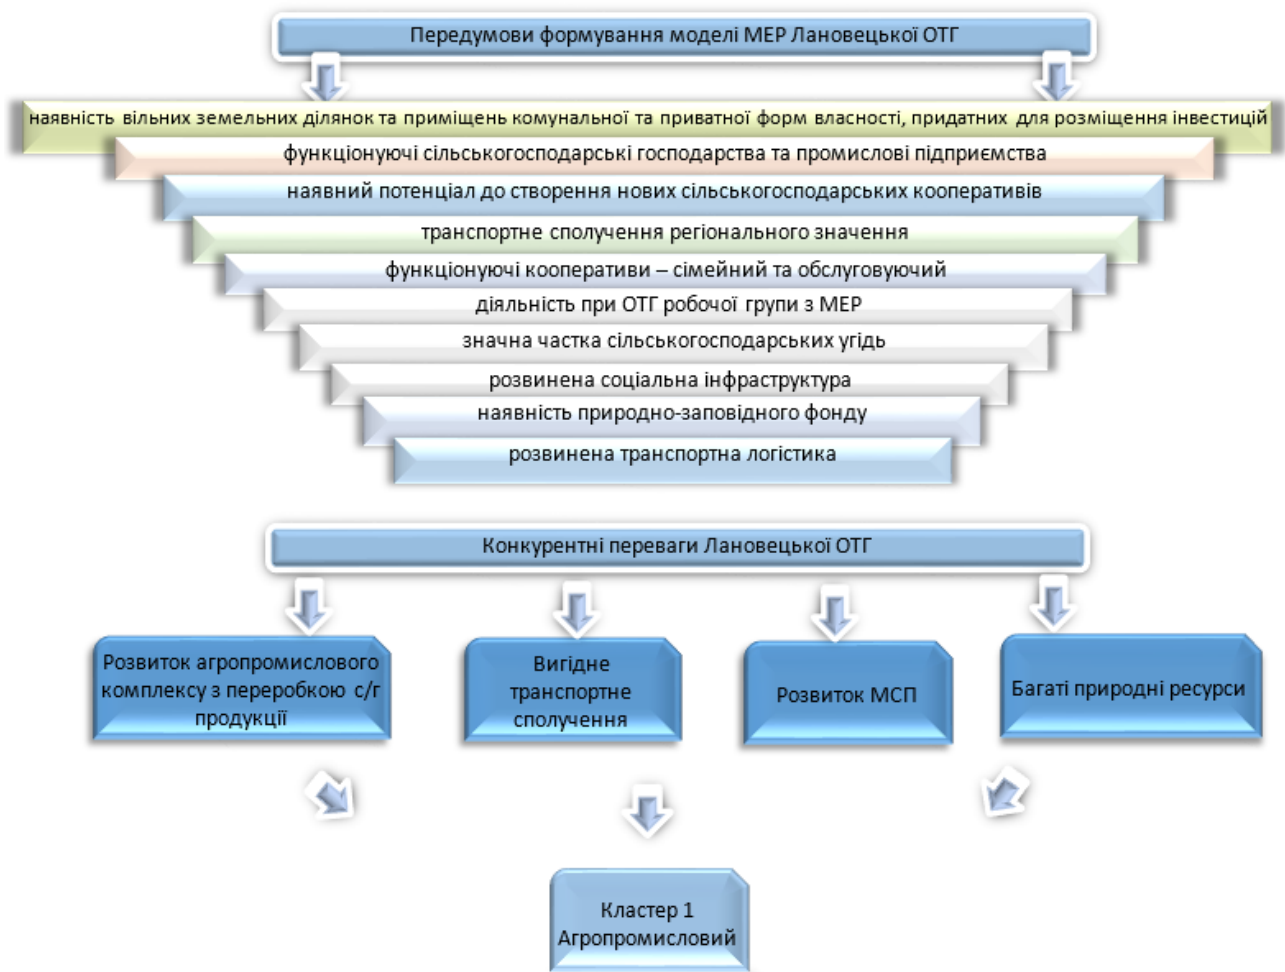 Передумови формування моделі МЕР Лановецької ОТГ
наявність вільних земельних ділянок та приміщень комунальної та приватної форм власності, придатних для розміщення інвестицій
функціонуючі сільськогосподарські господарства та промислові підприємства
наявний потенціал до створення нових сільськогосподарських кооперативів
транспортне сполучення регіонального значення
функціонуючі кооперативи – сімейний та обслуговуючий
діяльність при ОТГ робочої групи з МЕР
значна частка сільськогосподарських угідь
розвинена соціальна інфраструктура
наявність природно-заповідного фонду
розвинена транспортна логістика
Конкурентні переваги Лановецької ОТГ
Розвиток агропромислового
комплексу з переробкою с/г
продукції
Вигідне
транспортне
сполучення
Розвиток МСП
Багаті природні ресурси
Кластер 1
Агропромисловий